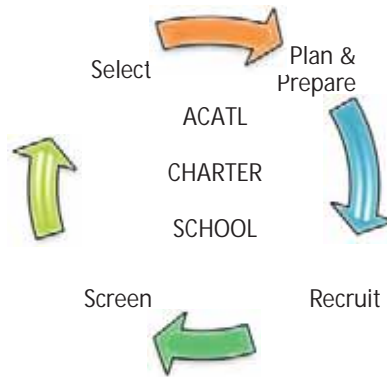 Select
Plan &
Prepare
ACATL
CHARTER
SCHOOL
Screen
Recruit